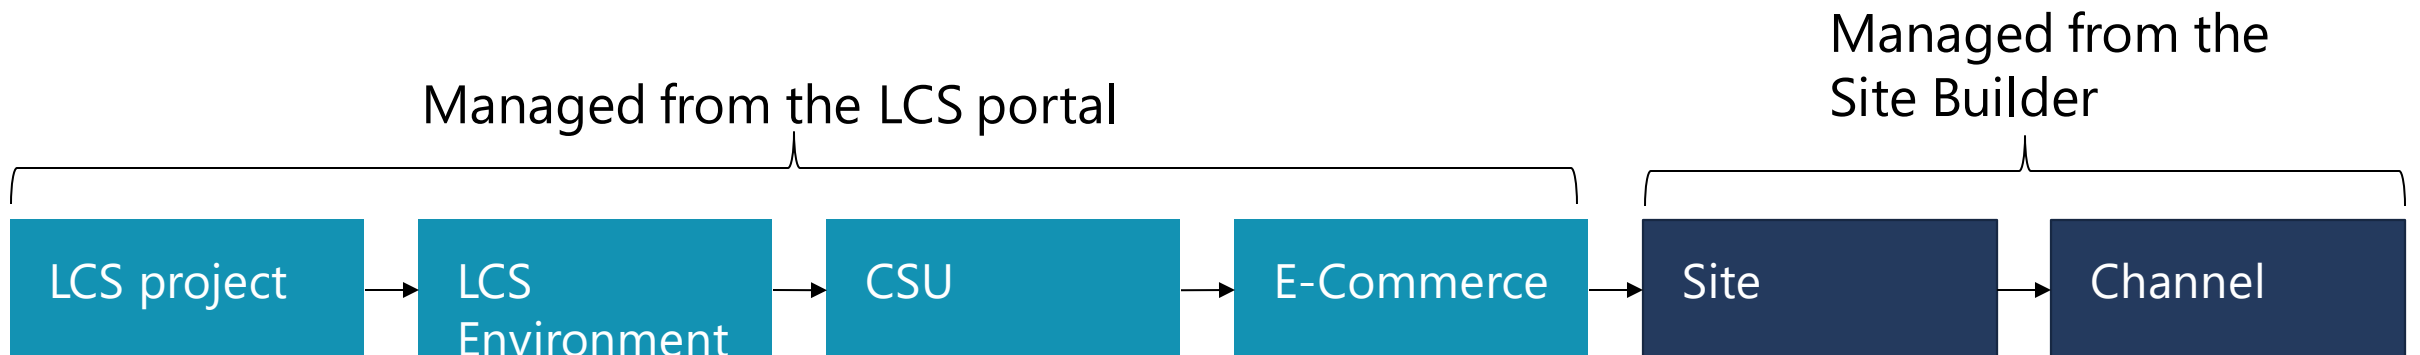 Managed from the
Site Builder
Managed from the LCS portal
LCS project
LCS
Environment
CSU
E-Commerce
Site
Channel